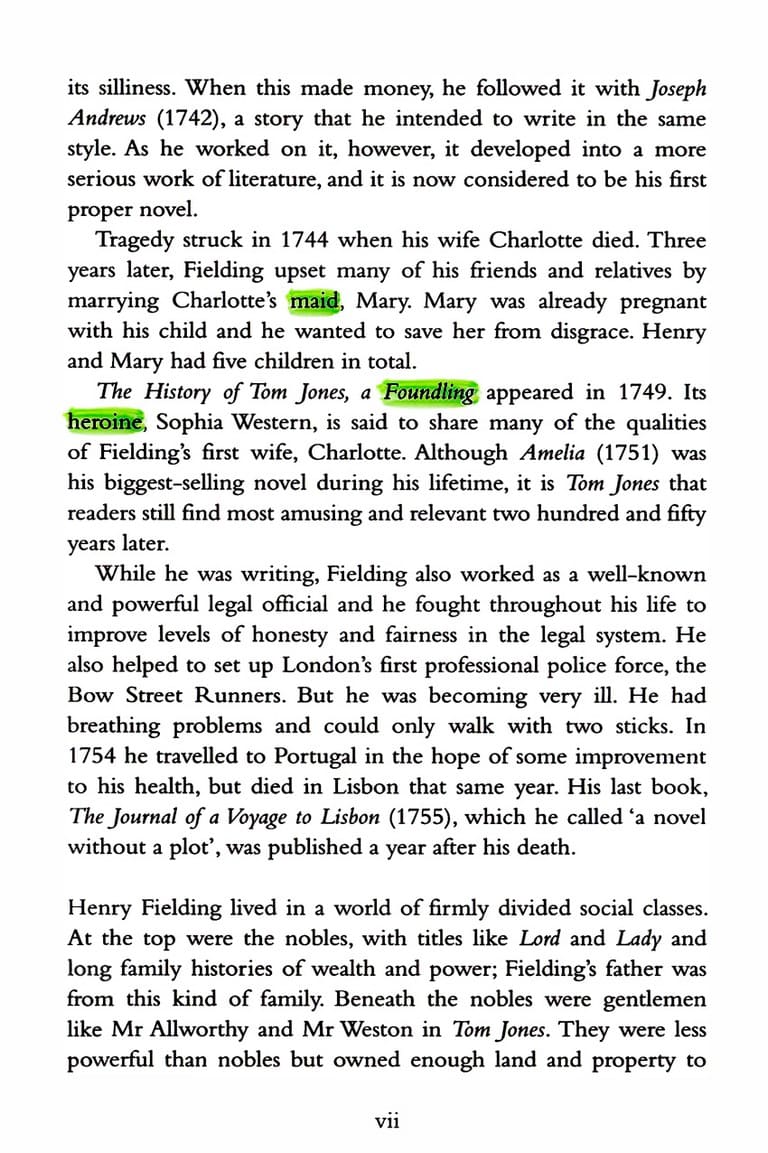 its silliness. When this made money, he followed it with Joseph
Andrews (1742), a story that he intended to write in the same
style. As he worked on it, however, it developed into a more
serious work of literature, and it is now considered to be his first
proper novel.
Tragedy struck in 1744 when his wife Charlotte died. Three
years later, Fielding upset many of his friends and relatives by
marrying Charlotte's maid, Mary. Mary was already pregnant
with his child and he wanted to save her from disgrace. Henry
and Mary had five children in total.
The History of Tom Jones, a Foundling appeared in 1749. Its
heroine, Sophia Western, is said to share many of the qualities
of Fielding's first wife, Charlotte. Although Amelia (1751) was
his biggest-selling novel during his lifetime, it is Tom Jones that
readers still find most amusing and relevant two hundred and fifty
years later.
While he was writing, Fielding also worked as a well-known
and powerful legal official and he fought throughout his life to
improve levels of honesty and fairness in the legal system. He
also helped to set up London's first professional police force, the
Bow Street Runners. But he was becoming very ill. He had
breathing problems and could only walk with two sticks. In
1754 he travelled to Portugal in the hope of some improvement
to his health, but died in Lisbon that same year. His last book,
The Journal of a Voyage to Lisbon (1755), which he called ‘a novel
without a plot’, was published a year after his death.
Henry Fielding lived in a world of firmly divided social classes.
At the top were the nobles, with titles like Lord and Lady and
long family histories of wealth and power; Fielding's father was
from this kind of family. Beneath the nobles were gentlemen
like Mr Allworthy and Mr Weston in Tom Jones. They were less
powerful than nobles but owned enough land and property to
vii